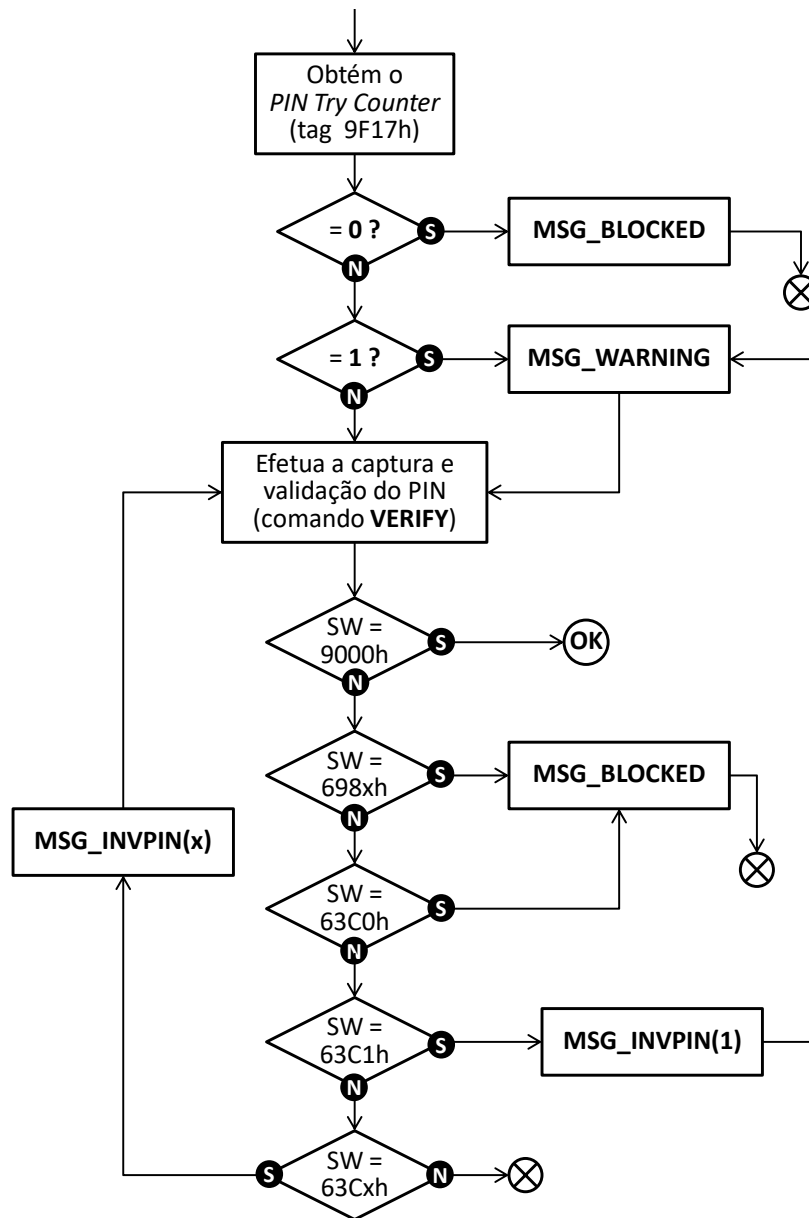 Obtém o
PIN Try Counter
(tag 9F17h)
= 0 ?
S
MSG_BLOCKED
N
= 1 ?
S
MSG_WARNING
N
Efetua a captura e
validação do PIN
(comando VERIFY)
SW =
9000h
S
OK
N
SW =
698xh
S
MSG_BLOCKED
N
MSG_INVPIN(x)
SW =
63C0h
S
N
SW =
63C1h
S
MSG_INVPIN(1)
N
S
SW =
63Cxh
N